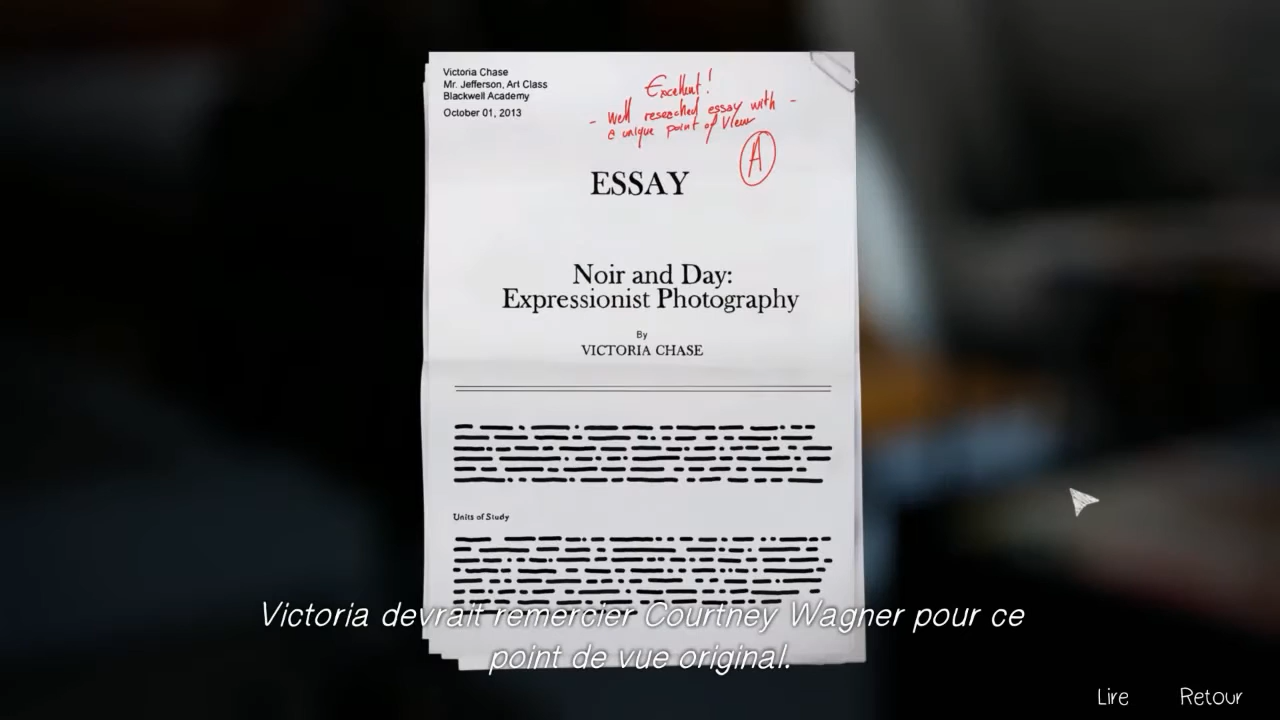 Victoria Chase
Mr. Jefferson, Art Class
Blackwell Academy
October 01, 2013
Excellent!
- Well reseached essay with -
a unique point of View
A
ESSAY
Noir and Day:
Expressionist Photography
By
VICTORIA CHASE
Units of Study
Victoria devrait remercier Courtney Wagner pour ce
point de vue original.
Lire Retour